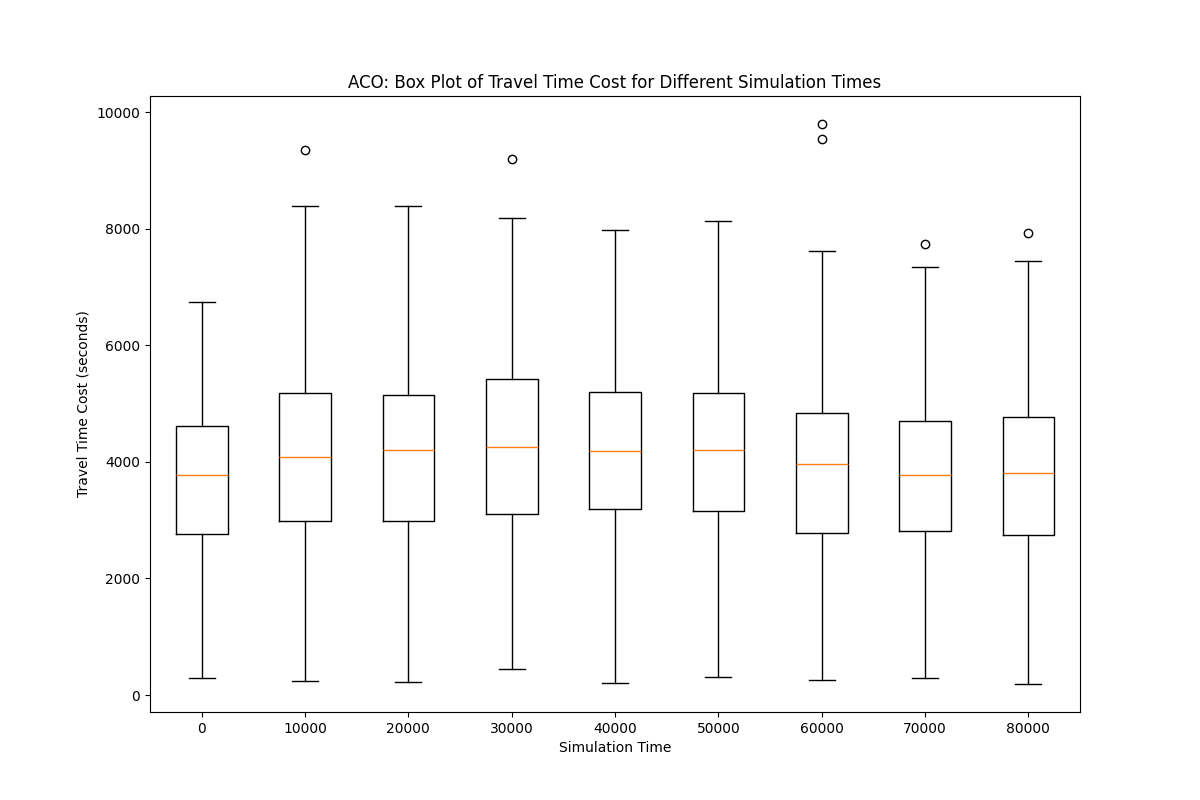 ACO: Box Plot of Travel Time Cost for Different Simulation Times
10000
8000
6000
4000
2000
0
Travel Time Cost (seconds)
0 10000 20000 30000 40000 50000 60000 70000 80000
Simulation Time